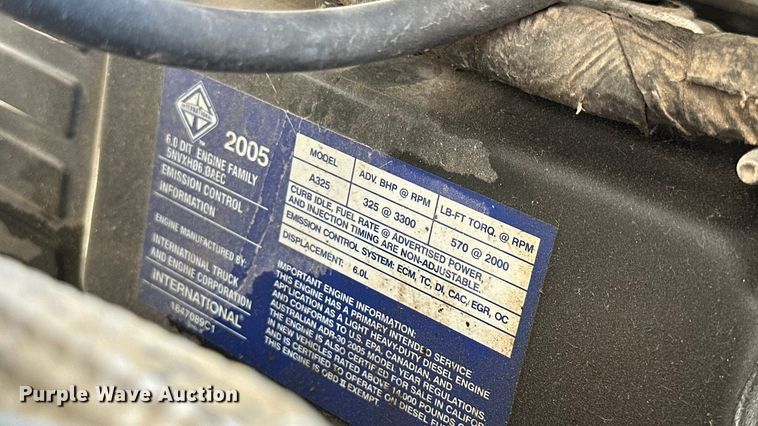 INTERNATIONAL
2005
6.0 DIT ENGINE FAMILY
5NVXH06.0AEC
EMISSION CONTROL
INFORMATION
ENGINE MANUFACTURED BY:
INTERNATIONAL TRUCK
AND ENGINE CORPORATION
INTERNATIONAL
1847089C1
MODEL ADV. BHP @ RPM LB-FT TORQ. @ RPM
A325 325 @ 3300 570 @ 2000
CURB IDLE, FUEL RATE @ ADVERTISED POWER,
AND INJECTION TIMING ARE NON-ADJUSTABLE.
EMISSION CONTROL SYSTEM: ECM, TC, DI, CAC, EGR, OC
DISPLACEMENT: 6.0L
IMPORTANT ENGINE INFORMATION:
THIS ENGINE HAS A PRIMARY INTENDED SERVICE
APPLICATION AS A LIGHT HEAVY-DUTY DIESEL ENGINE
AND CONFORMS TO U.S. EPA, CANADIAN, AND
AUSTRALIAN ADR-30 2005 MODEL YEAR REGULATIONS.
THE ENGINE IS ALSO CERTIFIED FOR SALE IN CALIFOR
IN NEW VEHICLES RATED ABOVE 14,000 POUNDS
AND IS CERTIFIED TO OPERATE ON DIESEL
THIS ENGINE IS OBD II EXEMPT.
Purple Wave Auction